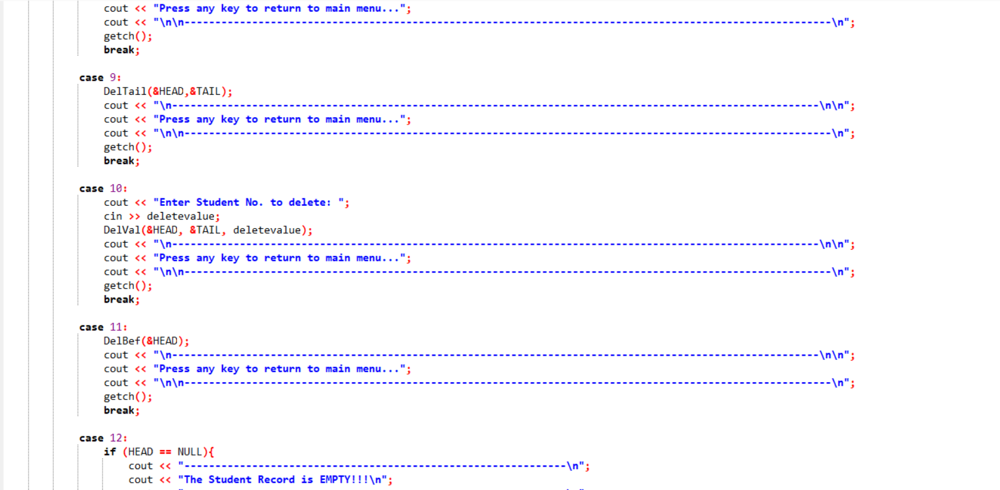 cout << "Press any key to return to main menu...";
cout << "\n\n---------------------------------------------------------------------------------------------------------\n";
getch();
break;
case 9:
DelTail(&HEAD,&TAIL);
cout << "\n---------------------------------------------------------------------------------------------------------\n\n";
cout << "Press any key to return to main menu...";
cout << "\n\n---------------------------------------------------------------------------------------------------------\n";
getch();
break;
case 10:
cout << "Enter Student No. to delete: ";
cin >> deletevalue;
DelVal(&HEAD, &TAIL, deletevalue);
cout << "\n---------------------------------------------------------------------------------------------------------\n\n";
cout << "Press any key to return to main menu...";
cout << "\n\n---------------------------------------------------------------------------------------------------------\n";
getch();
break;
case 11:
DelBef(&HEAD);
cout << "\n---------------------------------------------------------------------------------------------------------\n\n";
cout << "Press any key to return to main menu...";
cout << "\n\n---------------------------------------------------------------------------------------------------------\n";
getch();
break;
case 12:
if (HEAD == NULL){
cout << "--------------------------------------------------------------\n";
cout << "The Student Record is EMPTY!!!\n";